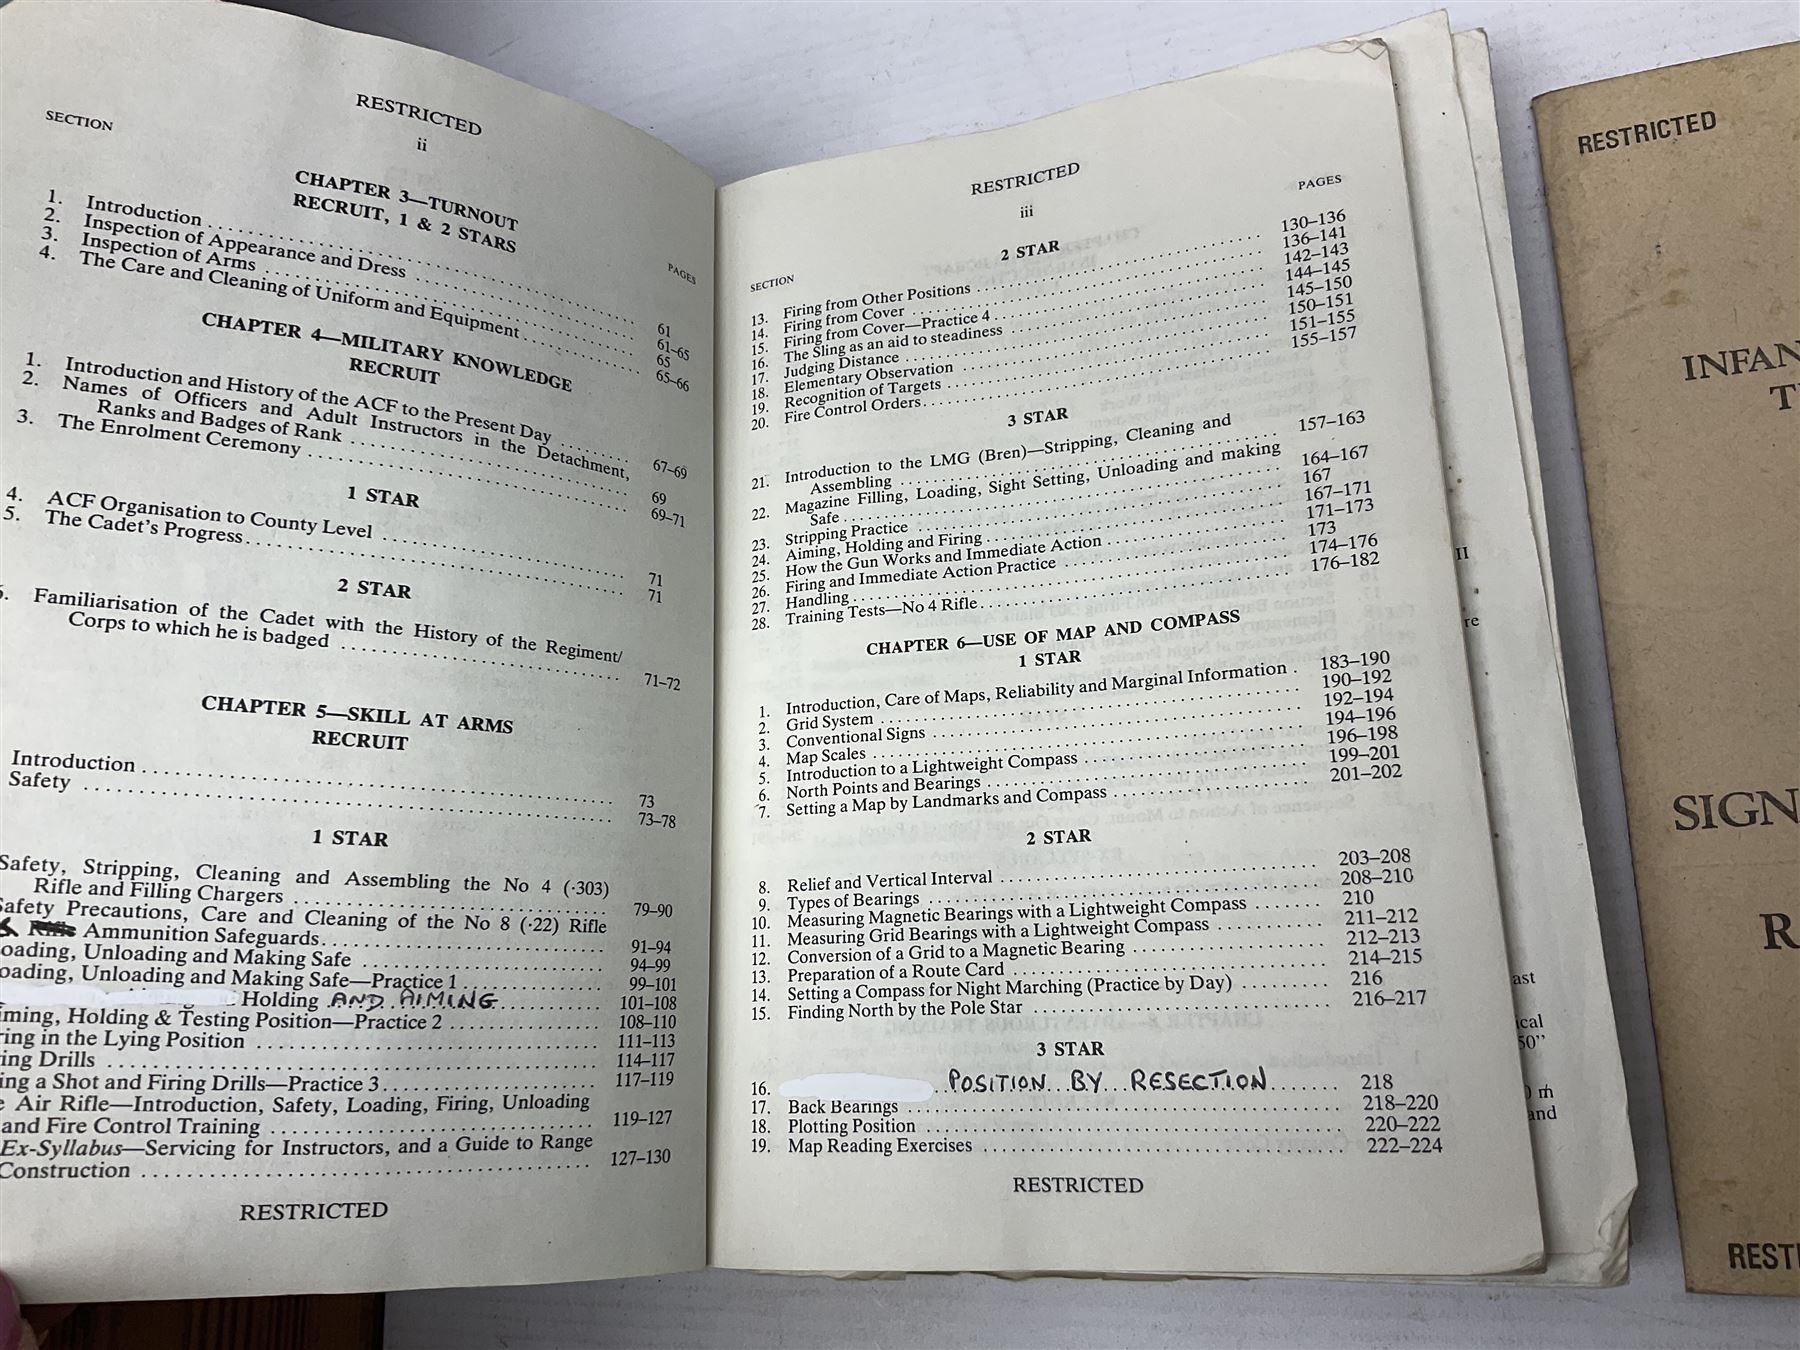 RESTRICTED
ii
SECTION
CHAPTER 3—TURNOUT
RECRUIT, 1 & 2 STARS
PAGES
1. Introduction 61
2. Inspection of Appearance and Dress 61–65
3. Inspection of Arms 65
4. The Care and Cleaning of Uniform and Equipment 65–66
CHAPTER 4—MILITARY KNOWLEDGE
RECRUIT
1. Introduction and History of the ACF to the Present Day 67–69
2. Names of Officers and Adult Instructors in the Detachment,
Ranks and Badges of Rank 69
3. The Enrolment Ceremony 69–71
1 STAR
4. ACF Organisation to County Level 71
5. The Cadet's Progress 71
2 STAR
Familiarisation of the Cadet with the History of the Regiment/
Corps to which he is badged 71–72
CHAPTER 5—SKILL AT ARMS
RECRUIT
Introduction 73
Safety 73–78
1 STAR
Safety, Stripping, Cleaning and Assembling the No 4 (·303)
Rifle and Filling Chargers 79–90
Safety Precautions, Care and Cleaning of the No 8 (·22) Rifle
& Ammunition Safeguards 91–94
oading, Unloading and Making Safe 94–99
oading, Unloading and Making Safe—Practice 1 99–101
Holding AND AIMING 101–108
iming, Holding & Testing Position—Practice 2 108–110
ring in the Lying Position 111–113
ing Drills 114–117
ing a Shot and Firing Drills—Practice 3 117–119
e Air Rifle—Introduction, Safety, Loading, Firing, Unloading
and Fire Control Training 119–127
Ex-Syllabus—Servicing for Instructors, and a Guide to Range
Construction 127–130
RESTRICTED
RESTRICTED
iii
SECTION
PAGES
2 STAR
13. Firing from Other Positions 130–136
14. Firing from Cover 136–141
15. Firing from Cover—Practice 4 142–143
16. The Sling as an aid to steadiness 144–145
17. Judging Distance 145–150
18. Elementary Observation 150–151
19. Recognition of Targets 151–155
20. Fire Control Orders 155–157
3 STAR
21. Introduction to the LMG (Bren)—Stripping, Cleaning and
Assembling 157–163
22. Magazine Filling, Loading, Sight Setting, Unloading and making
Safe 164–167
23. Stripping Practice 167
24. Aiming, Holding and Firing 167–171
25. How the Gun Works and Immediate Action 171–173
26. Firing and Immediate Action Practice 173
27. Handling 174–176
28. Training Tests—No 4 Rifle 176–182
CHAPTER 6—USE OF MAP AND COMPASS
1 STAR
1. Introduction, Care of Maps, Reliability and Marginal Information 183–190
2. Grid System 190–192
3. Conventional Signs 192–194
4. Map Scales 194–196
5. Introduction to a Lightweight Compass 196–198
6. North Points and Bearings 199–201
7. Setting a Map by Landmarks and Compass 201–202
2 STAR
8. Relief and Vertical Interval 203–208
9. Types of Bearings 208–210
10. Measuring Magnetic Bearings with a Lightweight Compass 210
11. Measuring Grid Bearings with a Lightweight Compass 211–212
12. Conversion of a Grid to a Magnetic Bearing 212–213
13. Preparation of a Route Card 214–215
14. Setting a Compass for Night Marching (Practice by Day) 216
15. Finding North by the Pole Star 216–217
3 STAR
16. POSITION BY RESECTION 218
17. Back Bearings 218–220
18. Plotting Position 220–222
19. Map Reading Exercises 222–224
RESTRICTED
II
re
ast
ical
50”
0 m
and
RESTRICTED
INFAN
T
SIGN
R
REST